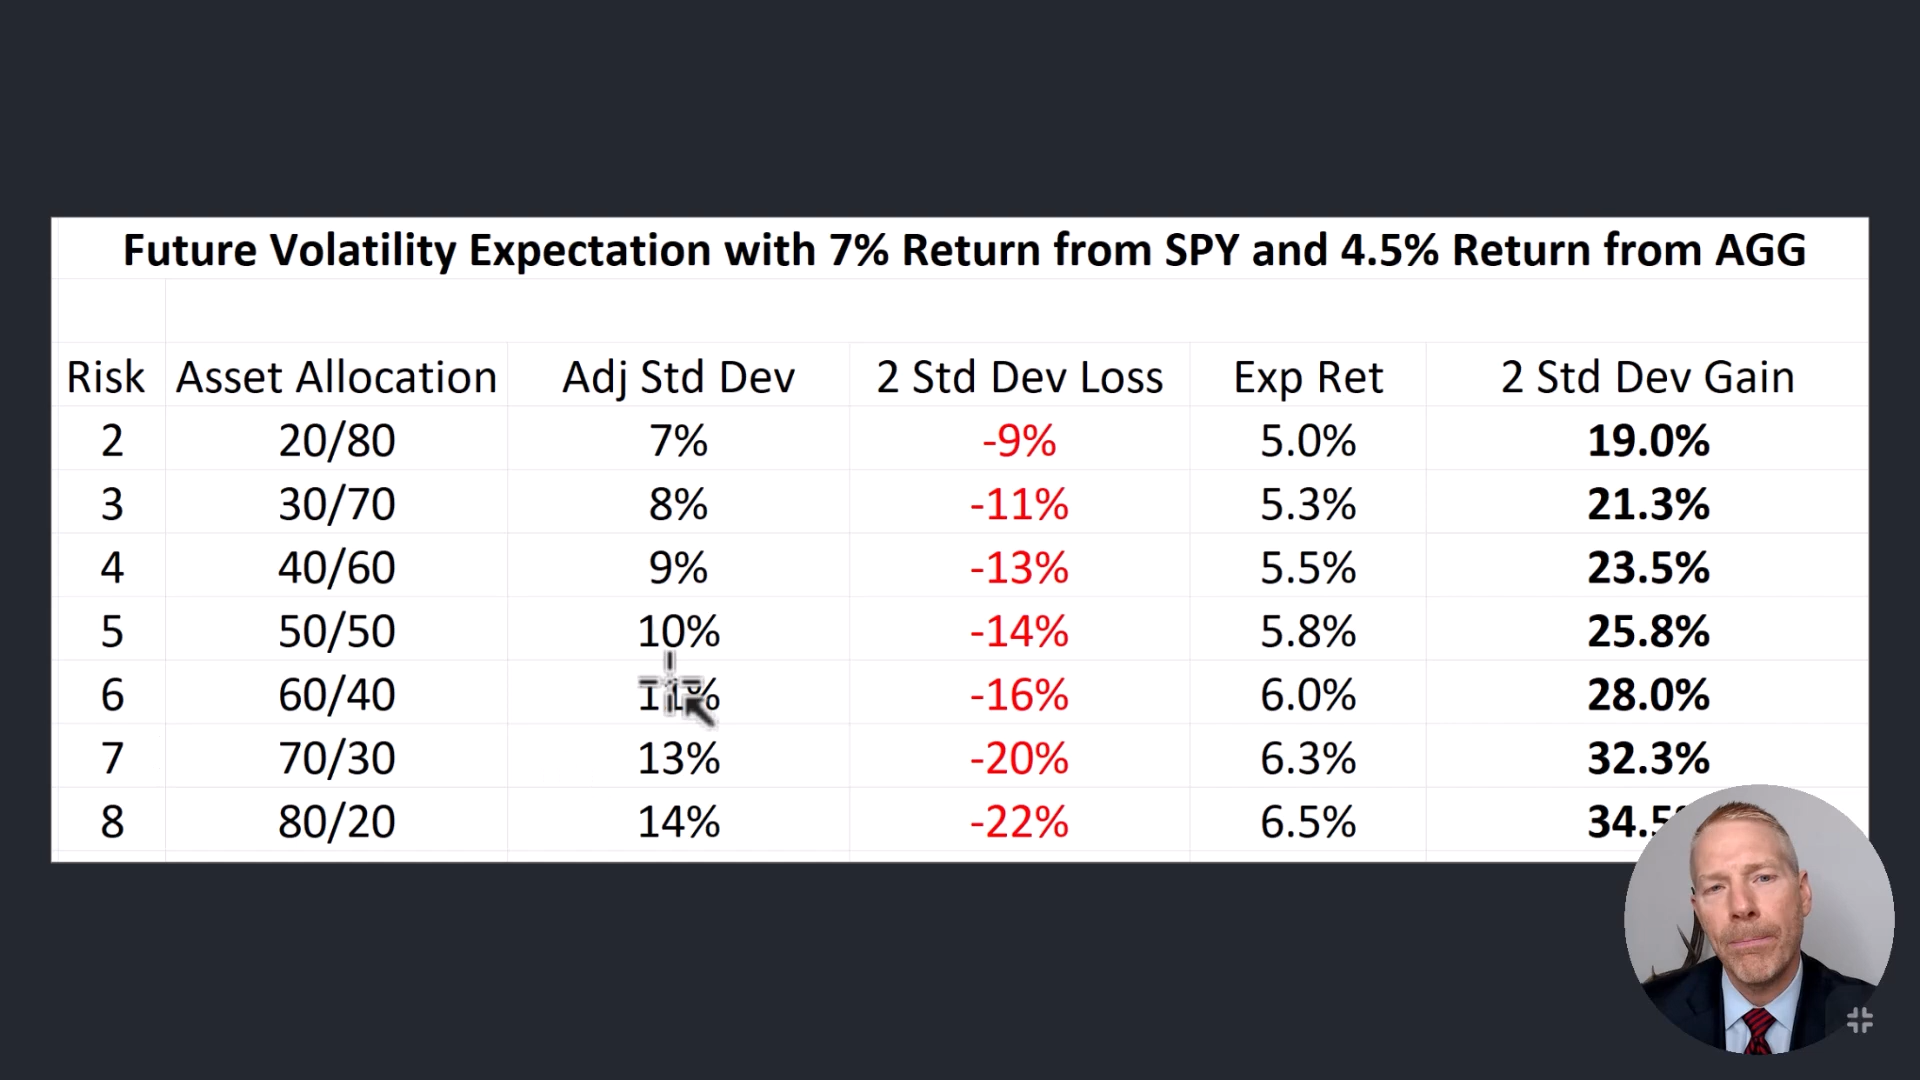 Future Volatility Expectation with 7% Return from SPY and 4.5% Return from AGG
Risk Asset Allocation Adj Std Dev 2 Std Dev Loss Exp Ret 2 Std Dev Gain
2 20/80 7% -9% 5.0% 19.0%
3 30/70 8% -11% 5.3% 21.3%
4 40/60 9% -13% 5.5% 23.5%
5 50/50 10% -14% 5.8% 25.8%
6 60/40 11% -16% 6.0% 28.0%
7 70/30 13% -20% 6.3% 32.3%
8 80/20 14% -22% 6.5% 34.5